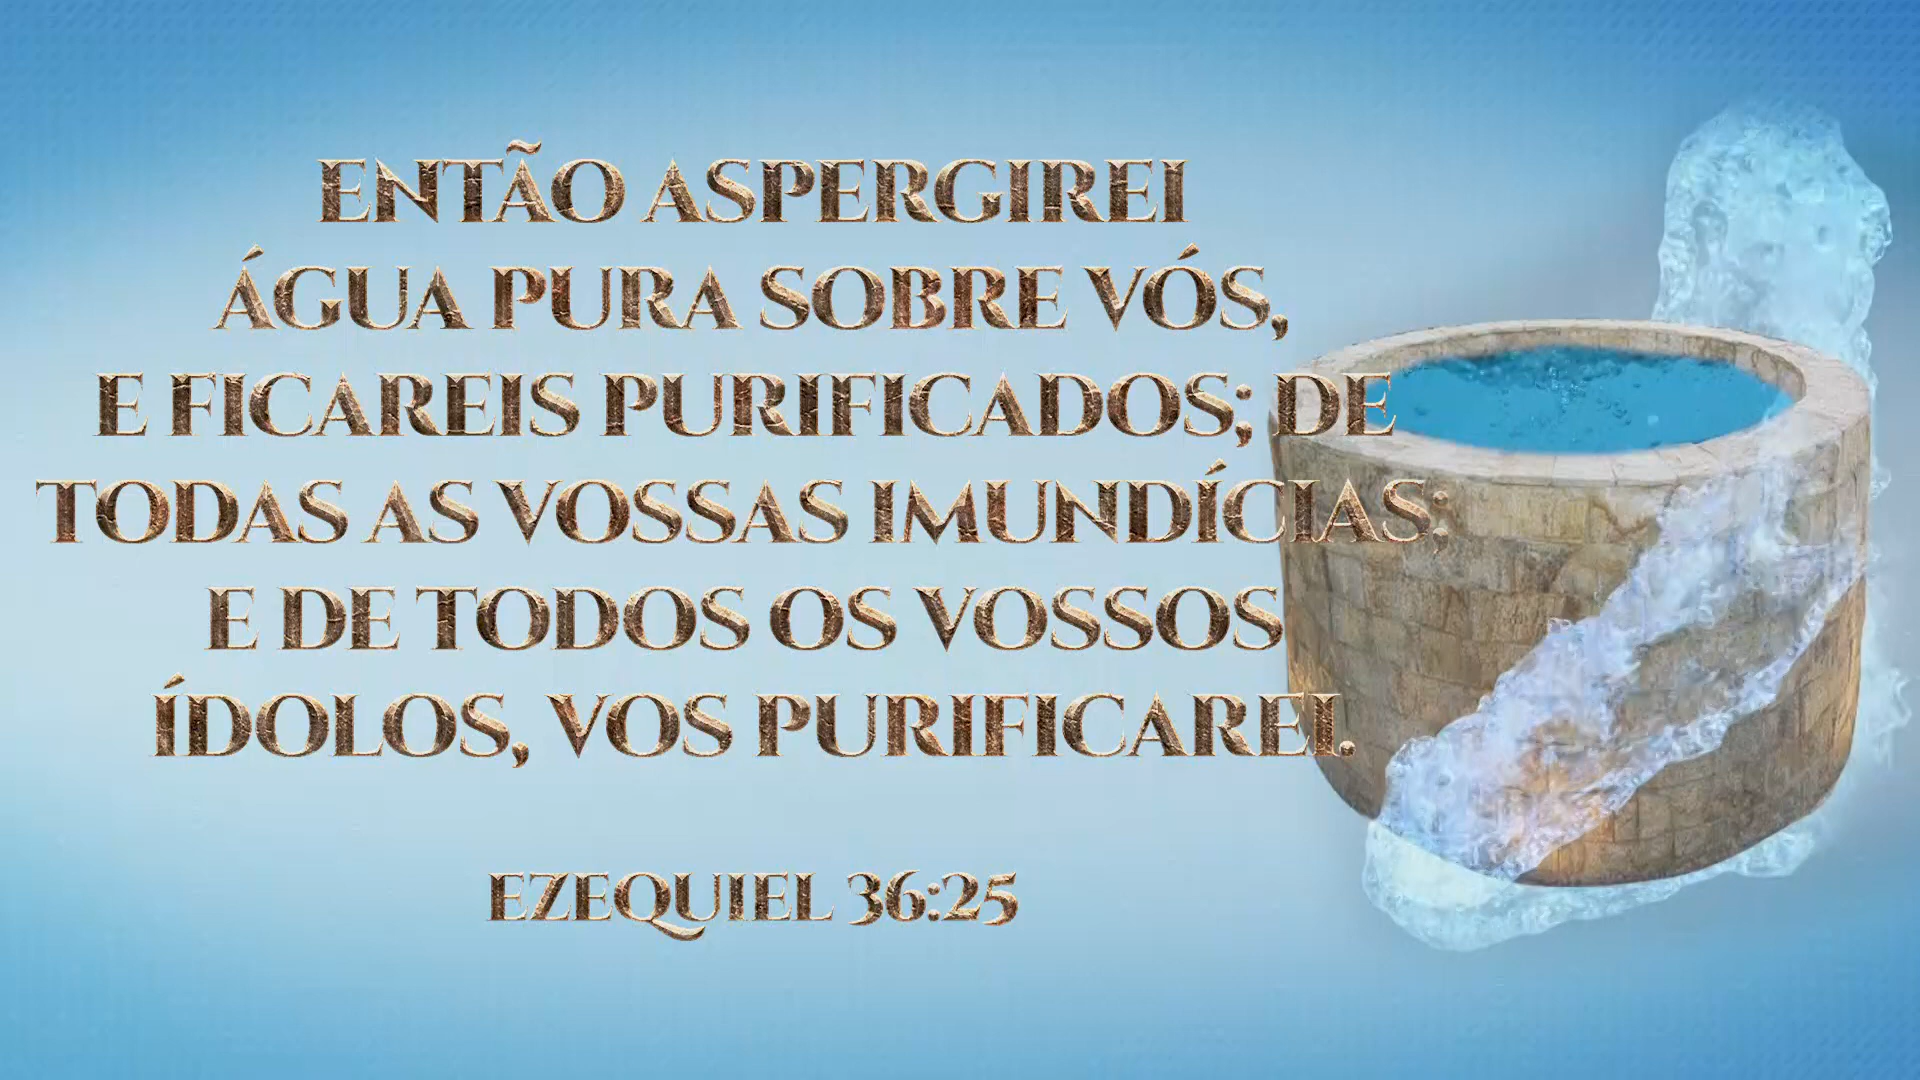 ENTÃO ASPERGIREI
ÁGUA PURA SOBRE VÓS,
E FICAREIS PURIFICADOS; DE
TODAS AS VOSSAS IMUNDÍCIAS;
E DE TODOS OS VOSSOS
ÍDOLOS, VOS PURIFICAREI.
EZEQUIEL 36:25